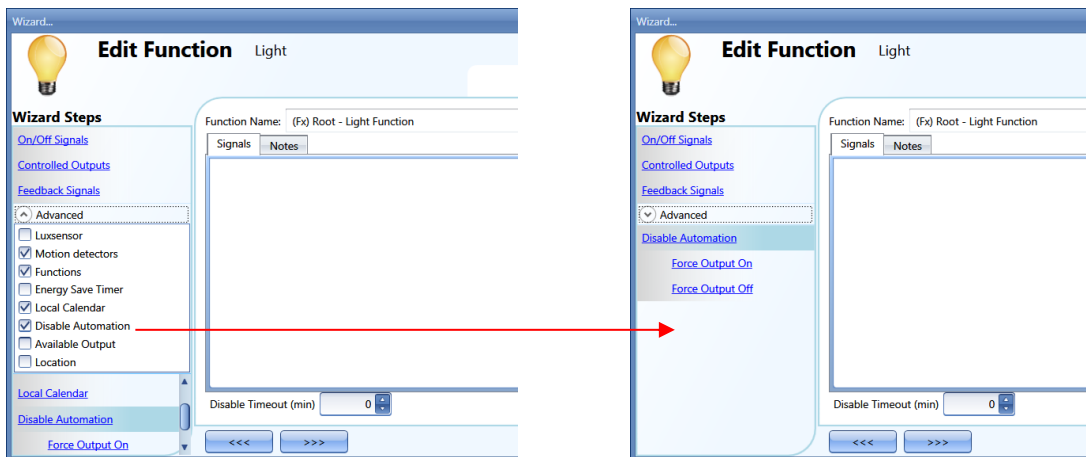 Wizard...
Edit Function Light
Wizard Steps
On/Off Signals
Controlled Outputs
Feedback Signals
Advanced
Luxsensor
Motion detectors
Functions
Energy Save Timer
Local Calendar
Disable Automation
Available Output
Location
Local Calendar
Disable Automation
Force Output On
Function Name: (Fx) Root - Light Function
Signals Notes
Disable Timeout (min) 0
<<< >>>
Wizard...
Edit Function Light
Wizard Steps
On/Off Signals
Controlled Outputs
Feedback Signals
Advanced
Disable Automation
Force Output On
Force Output Off
Function Name: (Fx) Root - Light Function
Signals Notes
Disable Timeout (min) 0
<<< >>>